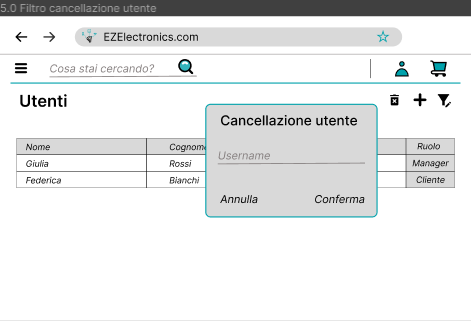 5.0 Filtro cancellazione utente
EZElectronics.com
Cosa stai cercando?
Utenti
Cancellazione utente
Username
Annulla Conferma
Nome Cognome Ruolo
Giulia Rossi Manager
Federica Bianchi Cliente